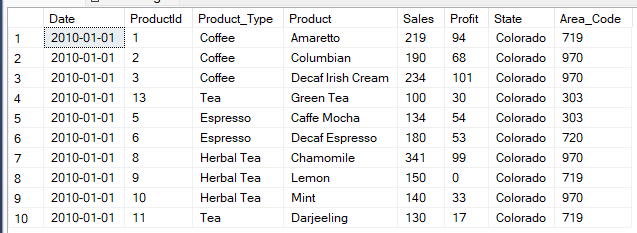 Date ProductId Product_Type Product Sales Profit State Area_Code
1 2010-01-01 1 Coffee Amaretto 219 94 Colorado 719
2 2010-01-01 2 Coffee Columbian 190 68 Colorado 970
3 2010-01-01 3 Coffee Decaf Irish Cream 234 101 Colorado 970
4 2010-01-01 13 Tea Green Tea 100 30 Colorado 303
5 2010-01-01 5 Espresso Caffe Mocha 134 54 Colorado 303
6 2010-01-01 6 Espresso Decaf Espresso 180 53 Colorado 720
7 2010-01-01 8 Herbal Tea Chamomile 341 99 Colorado 970
8 2010-01-01 9 Herbal Tea Lemon 150 0 Colorado 719
9 2010-01-01 10 Herbal Tea Mint 140 33 Colorado 970
10 2010-01-01 11 Tea Darjeeling 130 17 Colorado 719